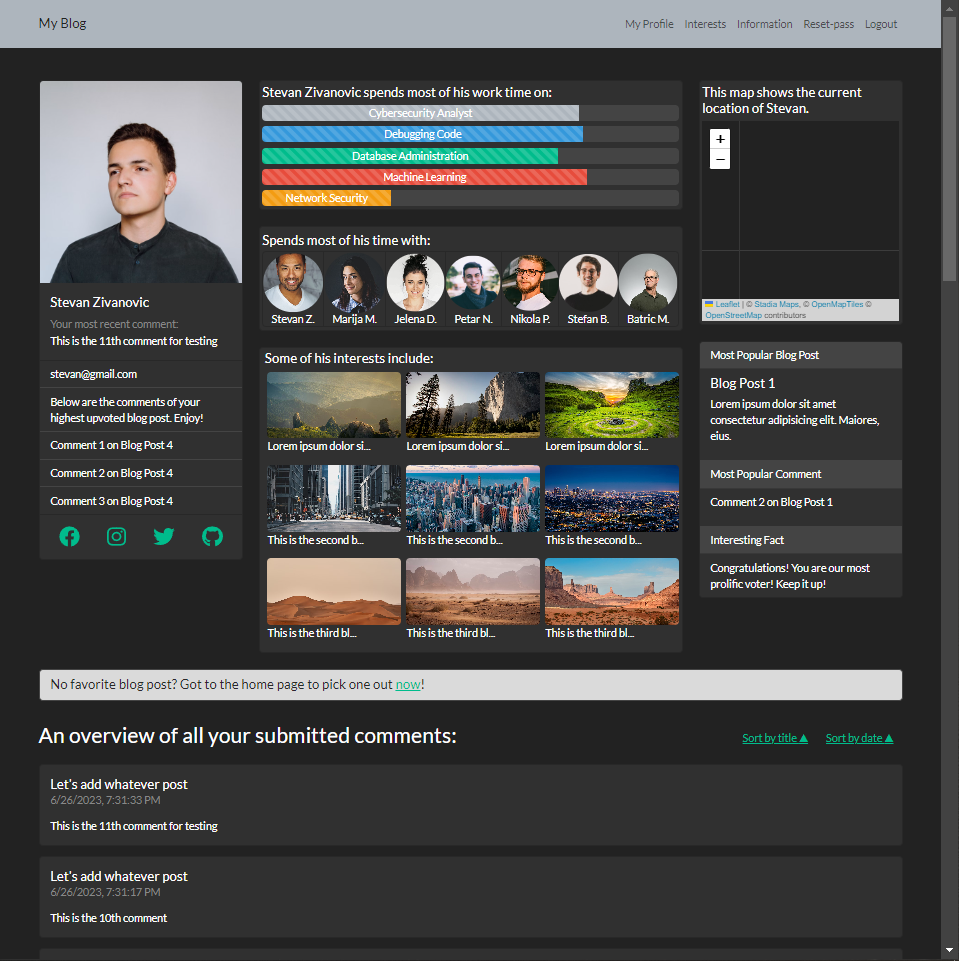 My Blog
My Profile Interests Information Reset-pass Logout
Stevan Zivanovic
Your most recent comment:
This is the 11th comment for testing
stevan@gmail.com
Below are the comments of your
highest upvoted blog post. Enjoy!
Comment 1 on Blog Post 4
Comment 2 on Blog Post 4
Comment 3 on Blog Post 4
Stevan Zivanovic spends most of his work time on:
Cybersecurity Analyst
Debugging Code
Database Administration
Machine Learning
Network Security
Spends most of his time with:
Stevan Z. Marija M. Jelena D. Petar N. Nikola P. Stefan B. Batric M.
Some of his interests include:
Lorem ipsum dolor si... Lorem ipsum dolor si... Lorem ipsum dolor si...
This is the second b... This is the second b... This is the second b...
This is the third bl... This is the third bl... This is the third bl...
This map shows the current
location of Stevan.
+
−
Leaflet | © Stadia Maps, © OpenMapTiles ©
OpenStreetMap contributors
Most Popular Blog Post
Blog Post 1
Lorem ipsum dolor sit amet
consectetur adipisicing elit. Maiores,
eius.
Most Popular Comment
Comment 2 on Blog Post 1
Interesting Fact
Congratulations! You are our most
prolific voter! Keep it up!
No favorite blog post? Got to the home page to pick one out now!
An overview of all your submitted comments:
Sort by title ▲ Sort by date ▲
Let's add whatever post
6/26/2023, 7:31:33 PM
This is the 11th comment for testing
Let's add whatever post
6/26/2023, 7:31:17 PM
This is the 10th comment